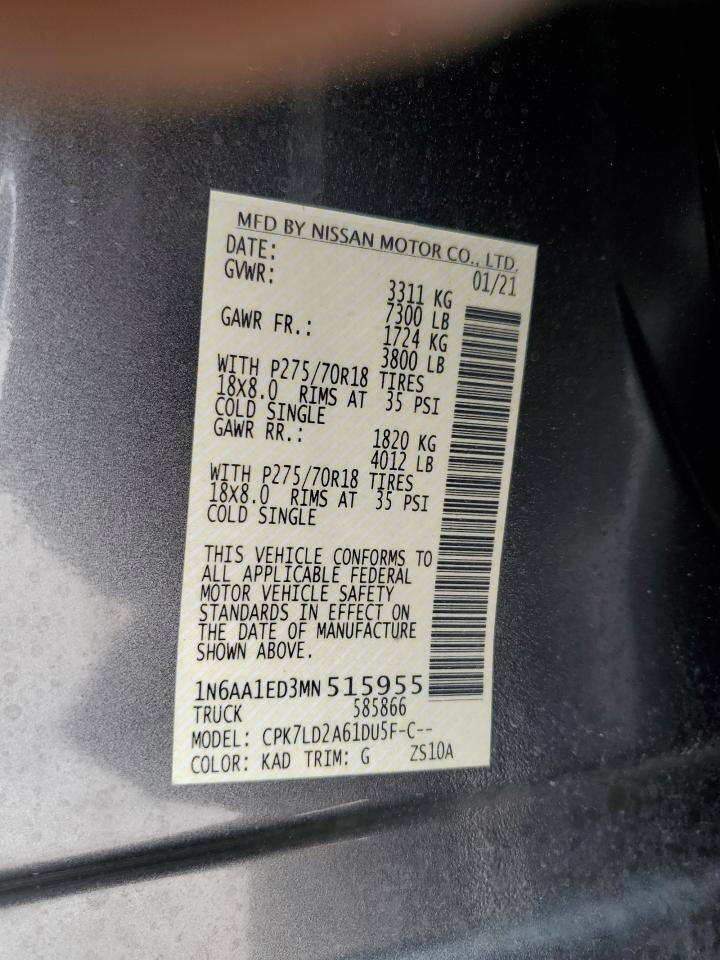 MFD BY NISSAN MOTOR CO., LTD.
DATE: 01/21
GVWR: 3311 KG
7300 LB
GAWR FR.: 1724 KG
3800 LB
WITH P275/70R18 TIRES
18X8.0 RIMS AT 35 PSI
COLD SINGLE
GAWR RR.: 1820 KG
4012 LB
WITH P275/70R18 TIRES
18X8.0 RIMS AT 35 PSI
COLD SINGLE
THIS VEHICLE CONFORMS TO
ALL APPLICABLE FEDERAL
MOTOR VEHICLE SAFETY
STANDARDS IN EFFECT ON
THE DATE OF MANUFACTURE
SHOWN ABOVE.
1N6AA1ED3MN515955
TRUCK 585866
MODEL: CPK7LD2A61DU5F-C--
COLOR: KAD TRIM: G ZS10A